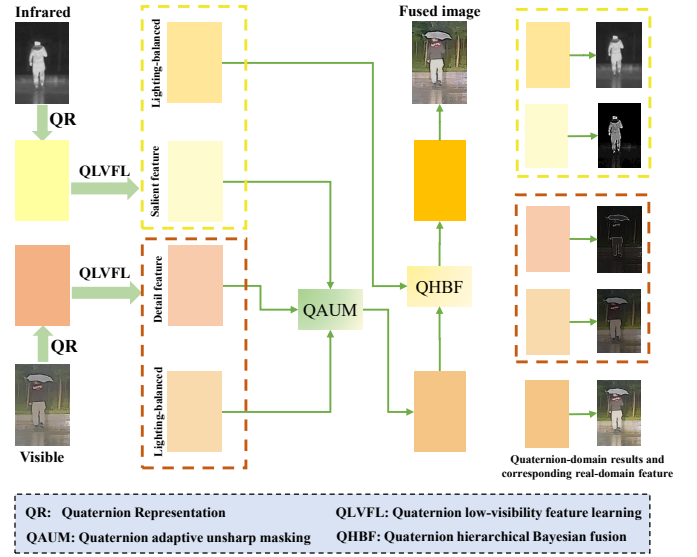 Infrared
Fused image
Lighting-balanced
QR
QLVFL
Salient feature
QLVFL
Detail feature
QAUM
QHBF
QR
Lighting-balanced
Visible
Quaternion-domain results and
corresponding real-domain feature
QR: Quaternion Representation
QLVFL: Quaternion low-visibility feature learning
QAUM: Quaternion adaptive unsharp masking
QHBF: Quaternion hierarchical Bayesian fusion